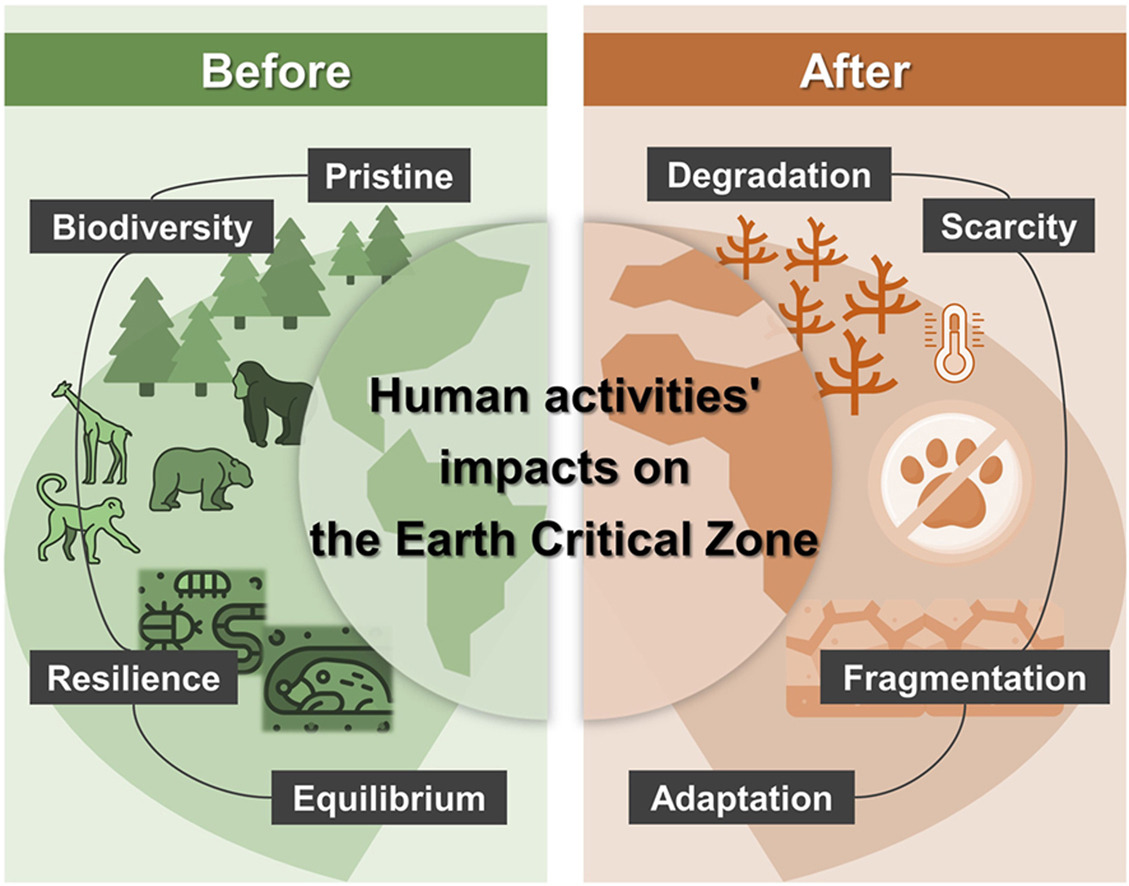 Before
After
Pristine
Biodiversity
Degradation
Scarcity
Human activities'
impacts on
the Earth Critical Zone
Resilience
Equilibrium
Fragmentation
Adaptation